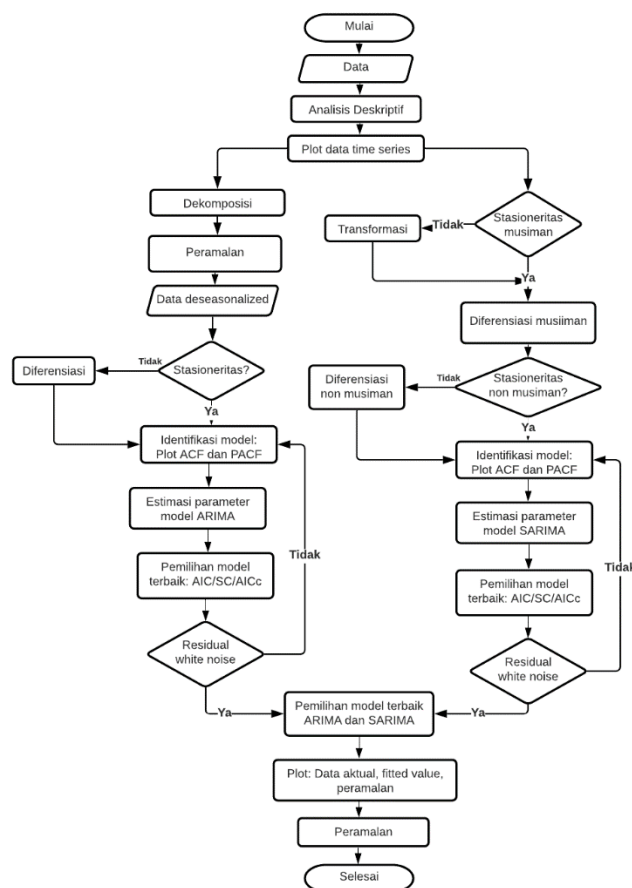 Mulai
Data
Analisis Deskriptif
Plot data time series
Dekomposisi
Peramalan
Data deseasonalized
Tidak
Stasioneritas?
Diferensiasi
Ya
Identifikasi model:
Plot ACF dan PACF
Estimasi parameter
model ARIMA
Pemilihan model
terbaik: AIC/SC/AICc
Tidak
Residual
white noise
Ya
Stasioneritas
musiman
Tidak
Transformasi
Ya
Diferensiasi musiiman
Stasioneritas
non musiman?
Tidak
Diferensiasi
non musiman
Ya
Identifikasi model:
Plot ACF dan PACF
Estimasi parameter
model SARIMA
Pemilihan model
terbaik: AIC/SC/AICc
Tidak
Residual
white noise
Ya
Pemilihan model terbaik
ARIMA dan SARIMA
Plot: Data aktual, fitted value,
peramalan
Peramalan
Selesai